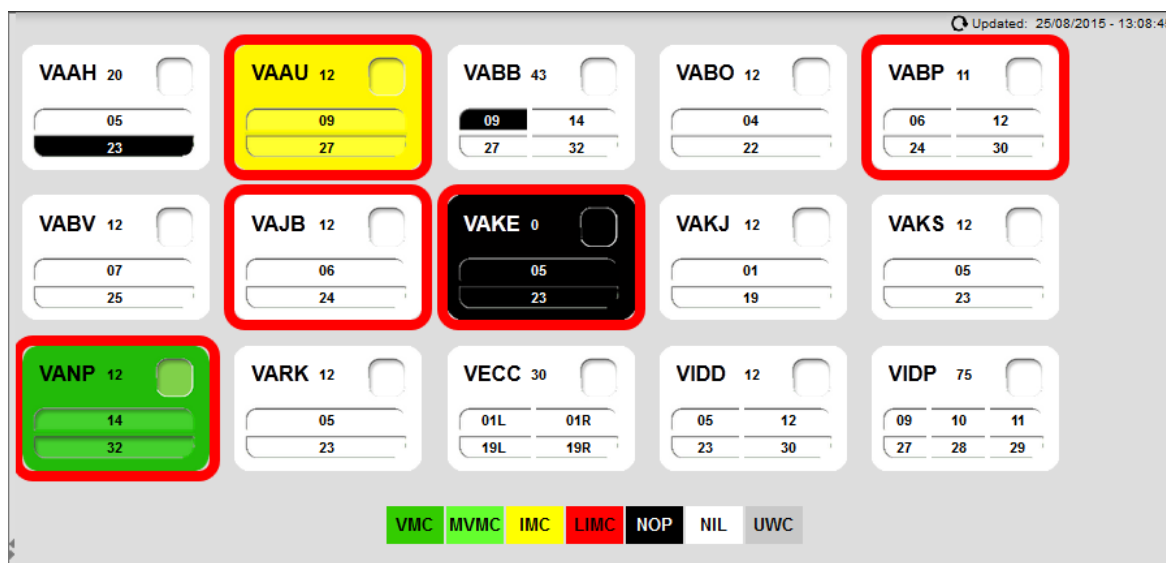 Updated: 25/08/2015 - 13:08:45
VAAH 20 VAAU 12 VABB 43 VABO 12 VABP 11
05 09 09 14 04 06 12
23 27 27 32 22 24 30
VABV 12 VAJB 12 VAKE 0 VAKJ 12 VAKS 12
07 06 05 01 05
25 24 23 19 23
VANP 12 VARK 12 VECC 30 VIDD 12 VIDP 75
14 05 01L 01R 05 12 09 10 11
32 23 19L 19R 23 30 27 28 29
VMC MVMC IMC LIMC NOP NIL UWC